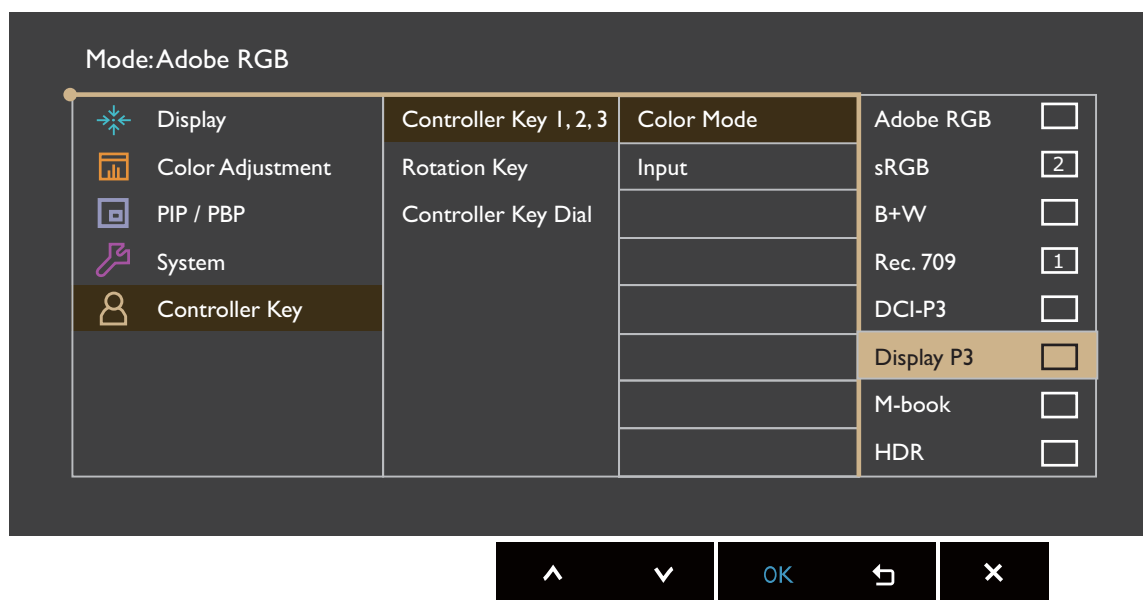 Mode: Adobe RGB
Display
Color Adjustment
PIP / PBP
System
Controller Key
Controller Key 1, 2, 3
Rotation Key
Controller Key Dial
Color Mode
Input
Adobe RGB
sRGB 2
B+W
Rec. 709 1
DCI-P3
Display P3
M-book
HDR
OK